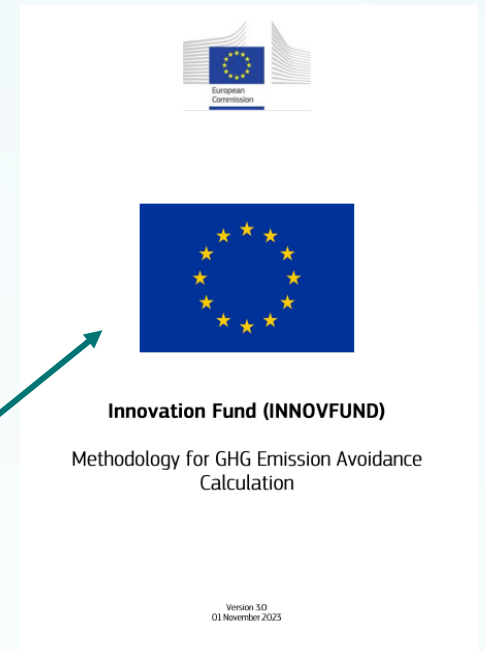 European
Commission
Innovation Fund (INNOVFUND)
Methodology for GHG Emission Avoidance
Calculation
Version 3.0
01 November 2023